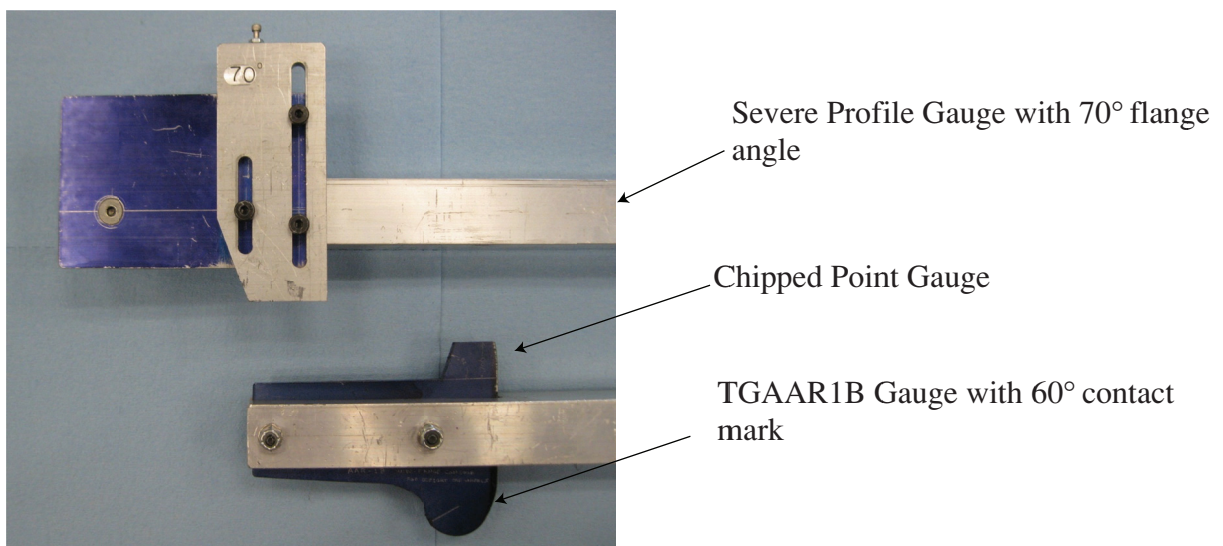 70°
Severe Profile Gauge with 70° flange
angle
Chipped Point Gauge
TGAAR1B Gauge with 60° contact
mark